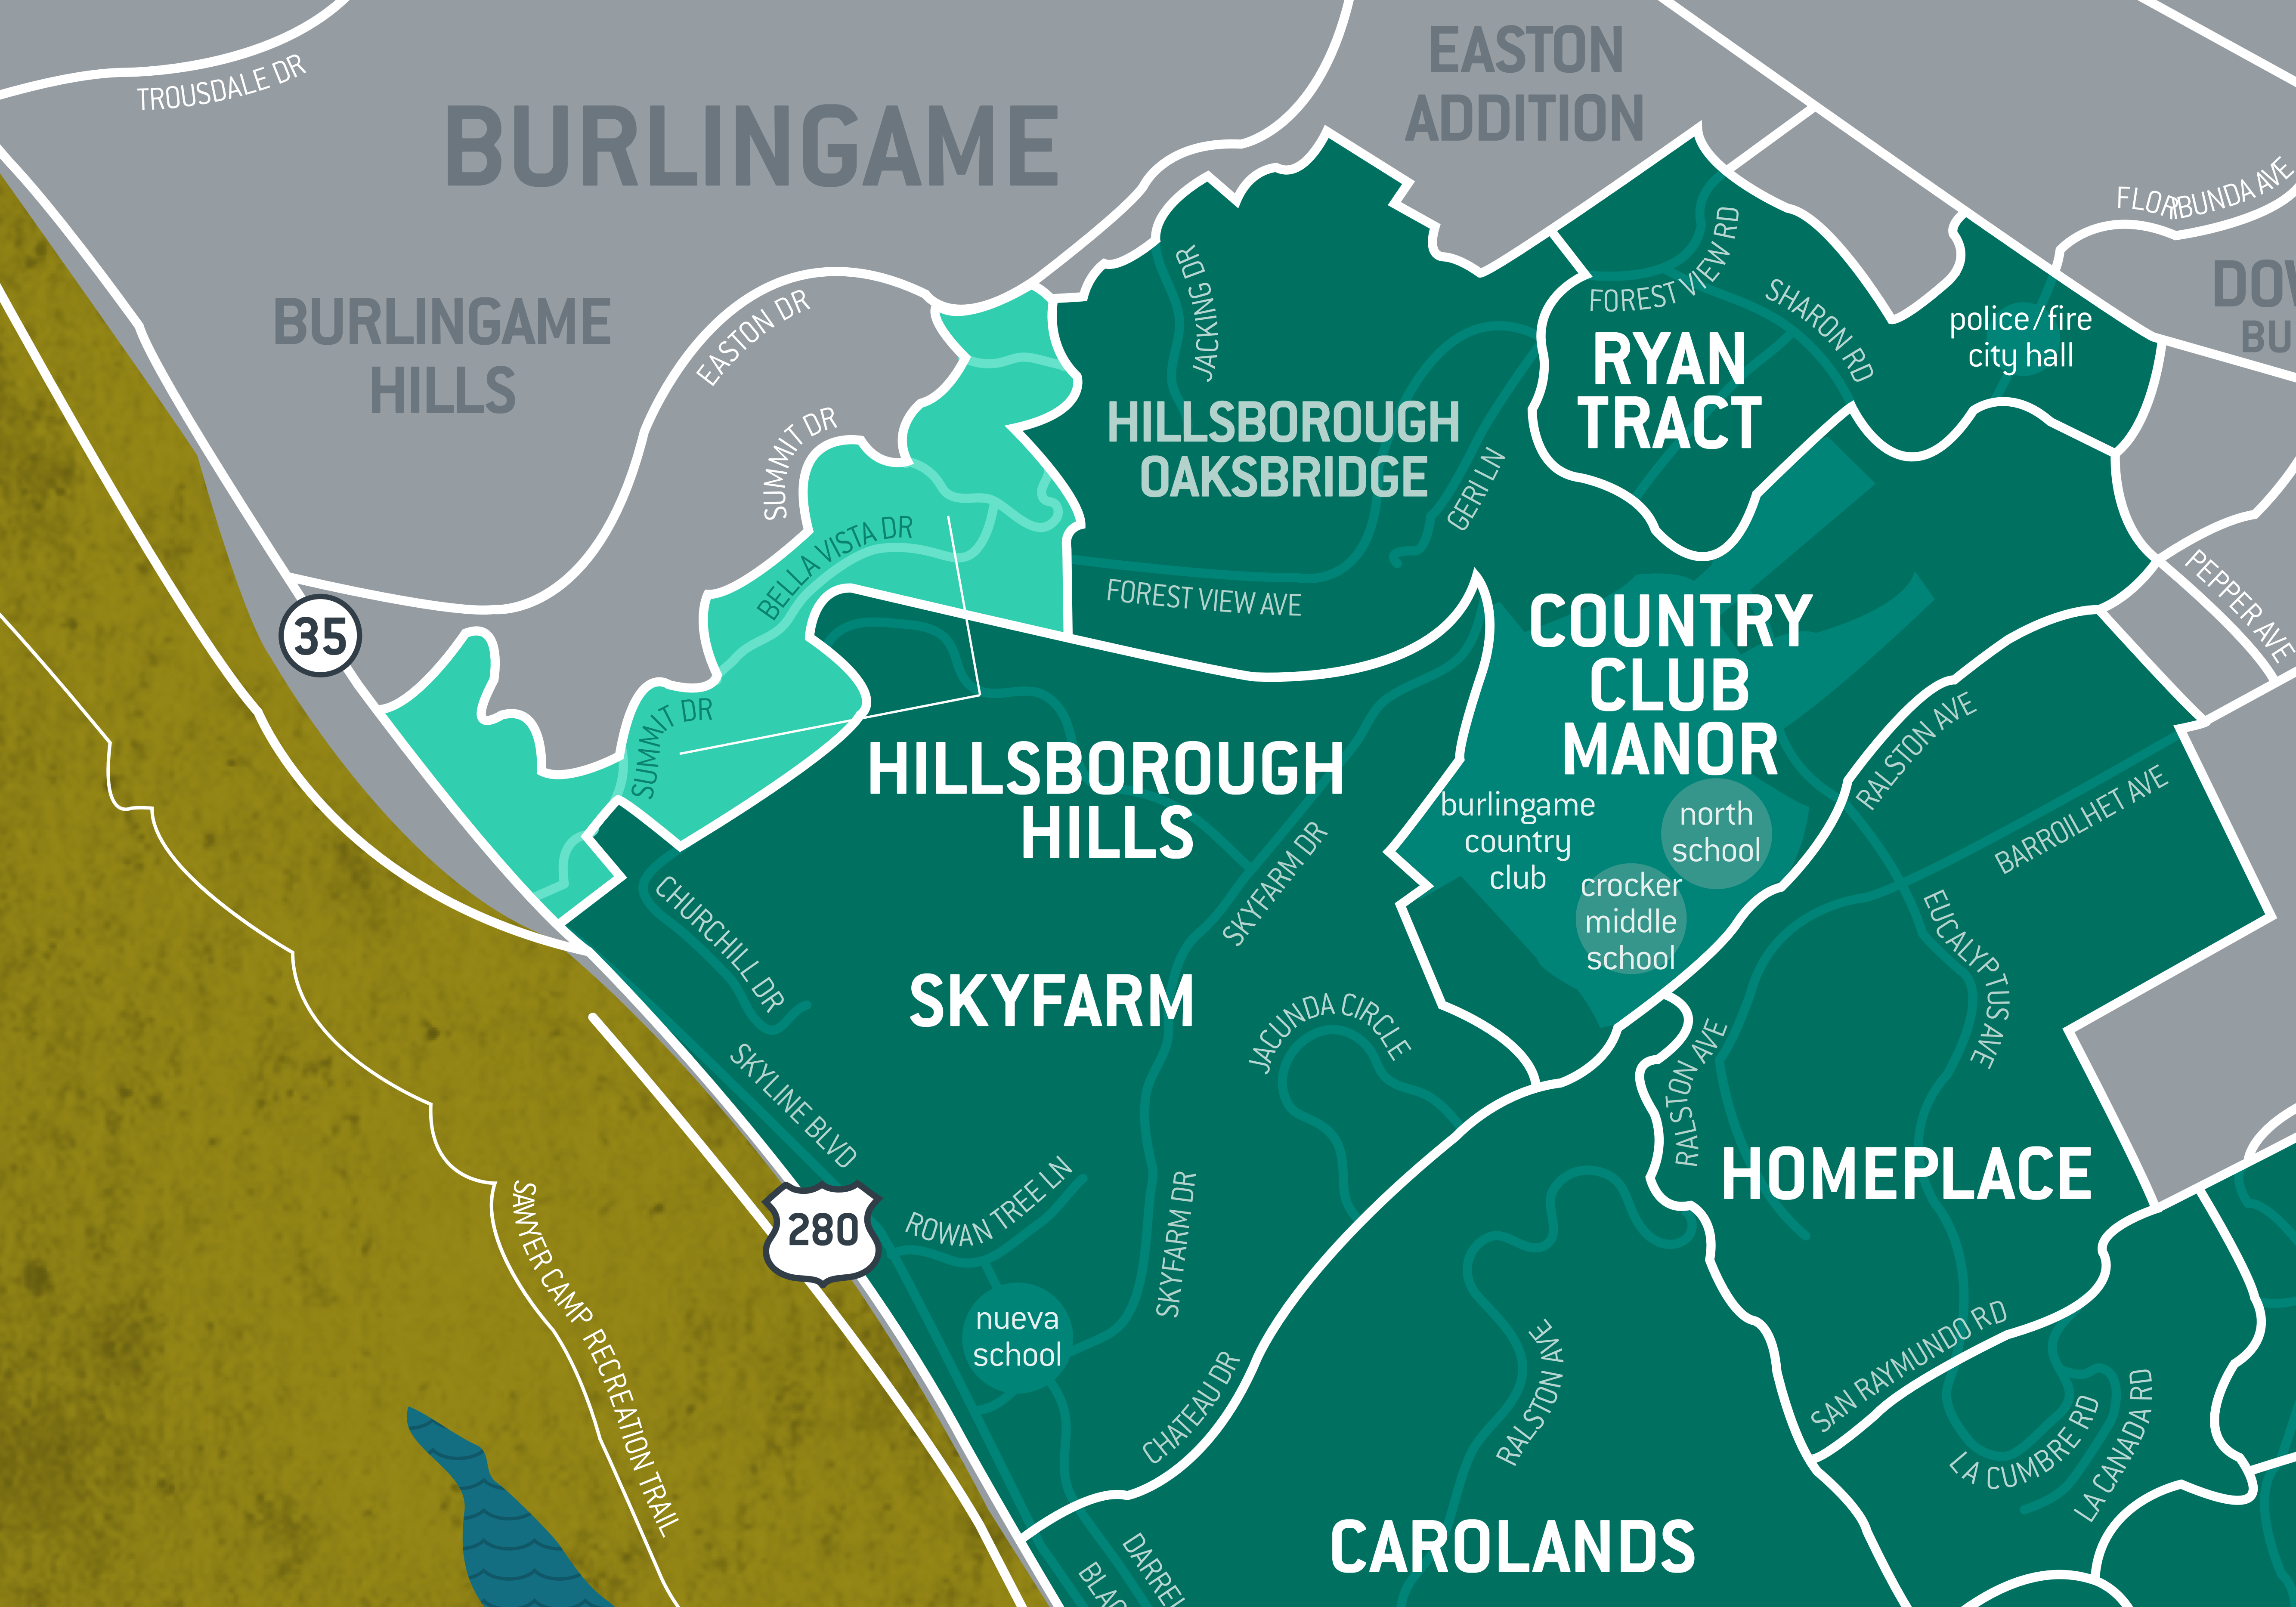 TROUSDALE DR
BURLINGAME
EASTON
ADDITION
FLORIBUNDA AVE
BURLINGAME
HILLS
EASTON DR
SUMMIT DR
JACKING DR
FOREST VIEW RD
SHARON RD
police/fire
city hall
RYAN
TRACT
HILLSBOROUGH
OAKSBRIDGE
GERI LN
BELLA VISTA DR
FOREST VIEW AVE
PEPPER AVE
35
COUNTRY
CLUB
MANOR
SUMMIT DR
HILLSBOROUGH
HILLS
RALSTON AVE
BARROILHET AVE
burlingame
country
club
north
school
crocker
middle
school
SKYFARM DR
CHURCHILL DR
EUCALYPTUS AVE
SKYFARM
JACUNDA CIRCLE
RALSTON AVE
SKYLINE BLVD
HOMEPLACE
ROWAN TREE LN
SKYFARM DR
280
SAWYER CAMP RECREATION TRAIL
nueva
school
CHATEAU DR
RALSTON AVE
SAN RAYMUNDO RD
LA CUMBRE RD
LA CANADA RD
CAROLANDS